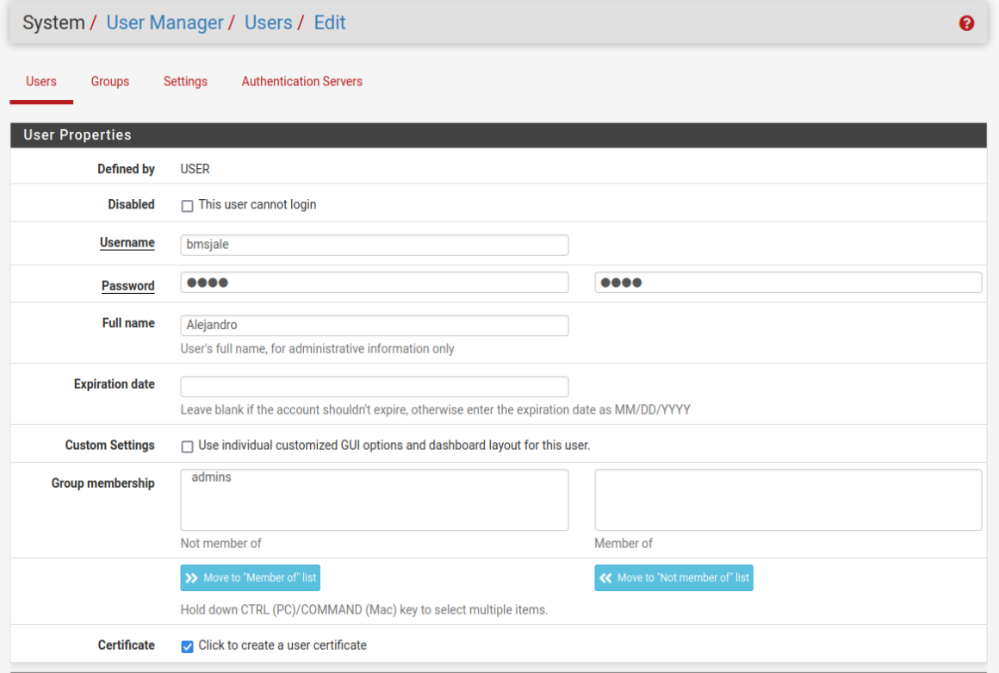 System / User Manager / Users / Edit
Users Groups Settings Authentication Servers
User Properties
Defined by USER
Disabled This user cannot login
Username bmsjale
Password ●●●● ●●●●
Full name Alejandro
User's full name, for administrative information only
Expiration date
Leave blank if the account shouldn't expire, otherwise enter the expiration date as MM/DD/YYYY
Custom Settings Use individual customized GUI options and dashboard layout for this user.
Group membership admins
Not member of Member of
Move to "Member of" list Move to "Not member of" list
Hold down CTRL (PC)/COMMAND (Mac) key to select multiple items.
Certificate Click to create a user certificate